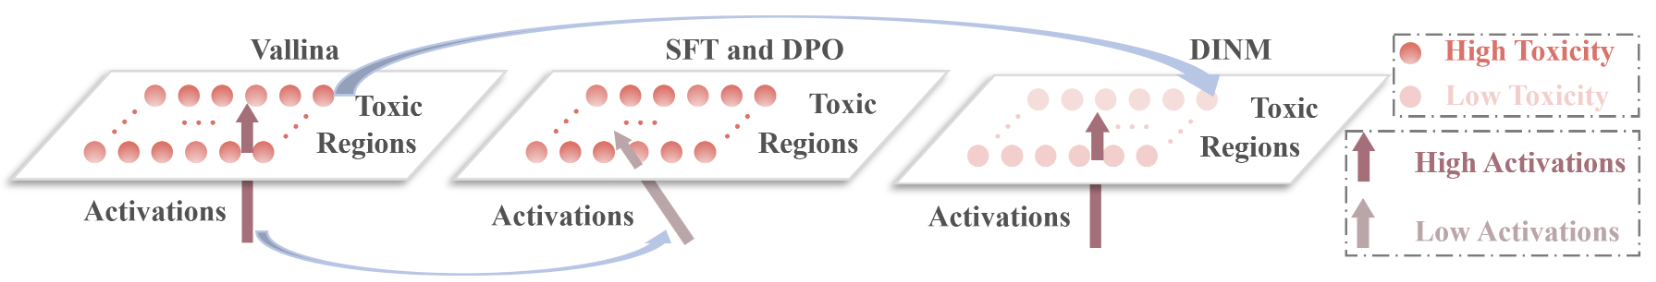 Vallina
SFT and DPO
DINM
Toxic
Regions
Toxic
Regions
Toxic
Regions
Activations
Activations
Activations
High Toxicity
Low Toxicity
High Activations
Low Activations